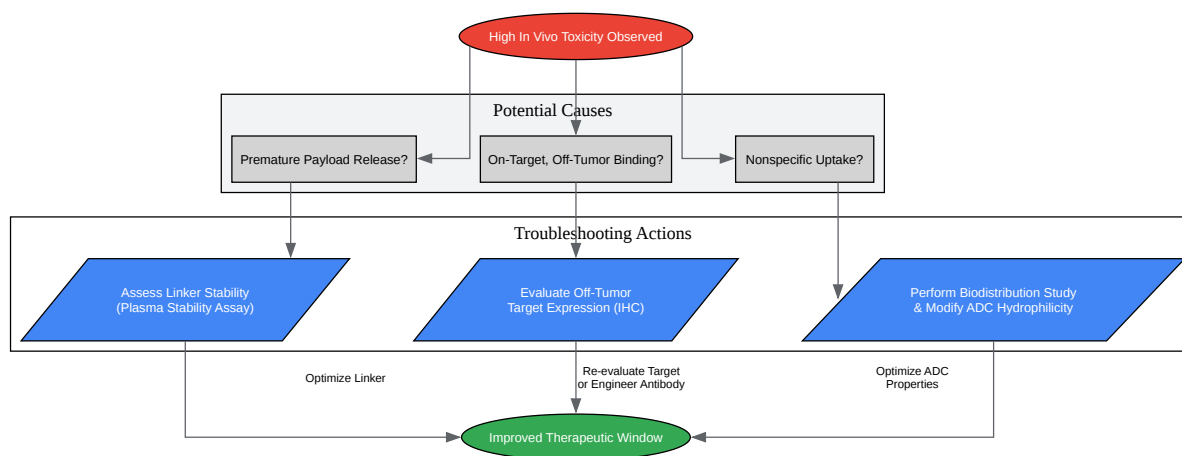 High In Vivo Toxicity Observed
Potential Causes
Premature Payload Release?
On-Target, Off-Tumor Binding?
Nonspecific Uptake?
Troubleshooting Actions
Assess Linker Stability
(Plasma Stability Assay)
Evaluate Off-Tumor
Target Expression (IHC)
Perform Biodistribution Study
& Modify ADC Hydrophilicity
Optimize Linker
Re-evaluate Target
or Engineer Antibody
Optimize ADC
Properties
Improved Therapeutic Window